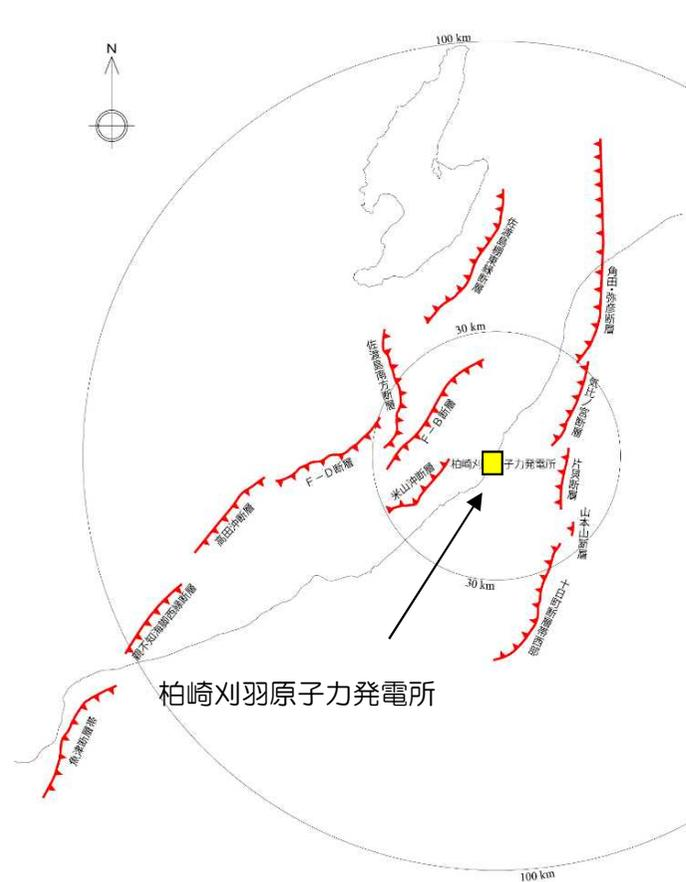 N
100 km
佐渡島棚東縁断層
角田・弥彦断層
30 km
佐渡島南方断層
気比ノ宮断層
F－B断層
柏崎刈
子力発電所
F－D断層
米山沖断層
片貝断層
高田沖断層
山本山断層
30 km
十日町断層帯西部
親不知海脚西縁断層
柏崎刈羽原子力発電所
魚津断層帯
100 km